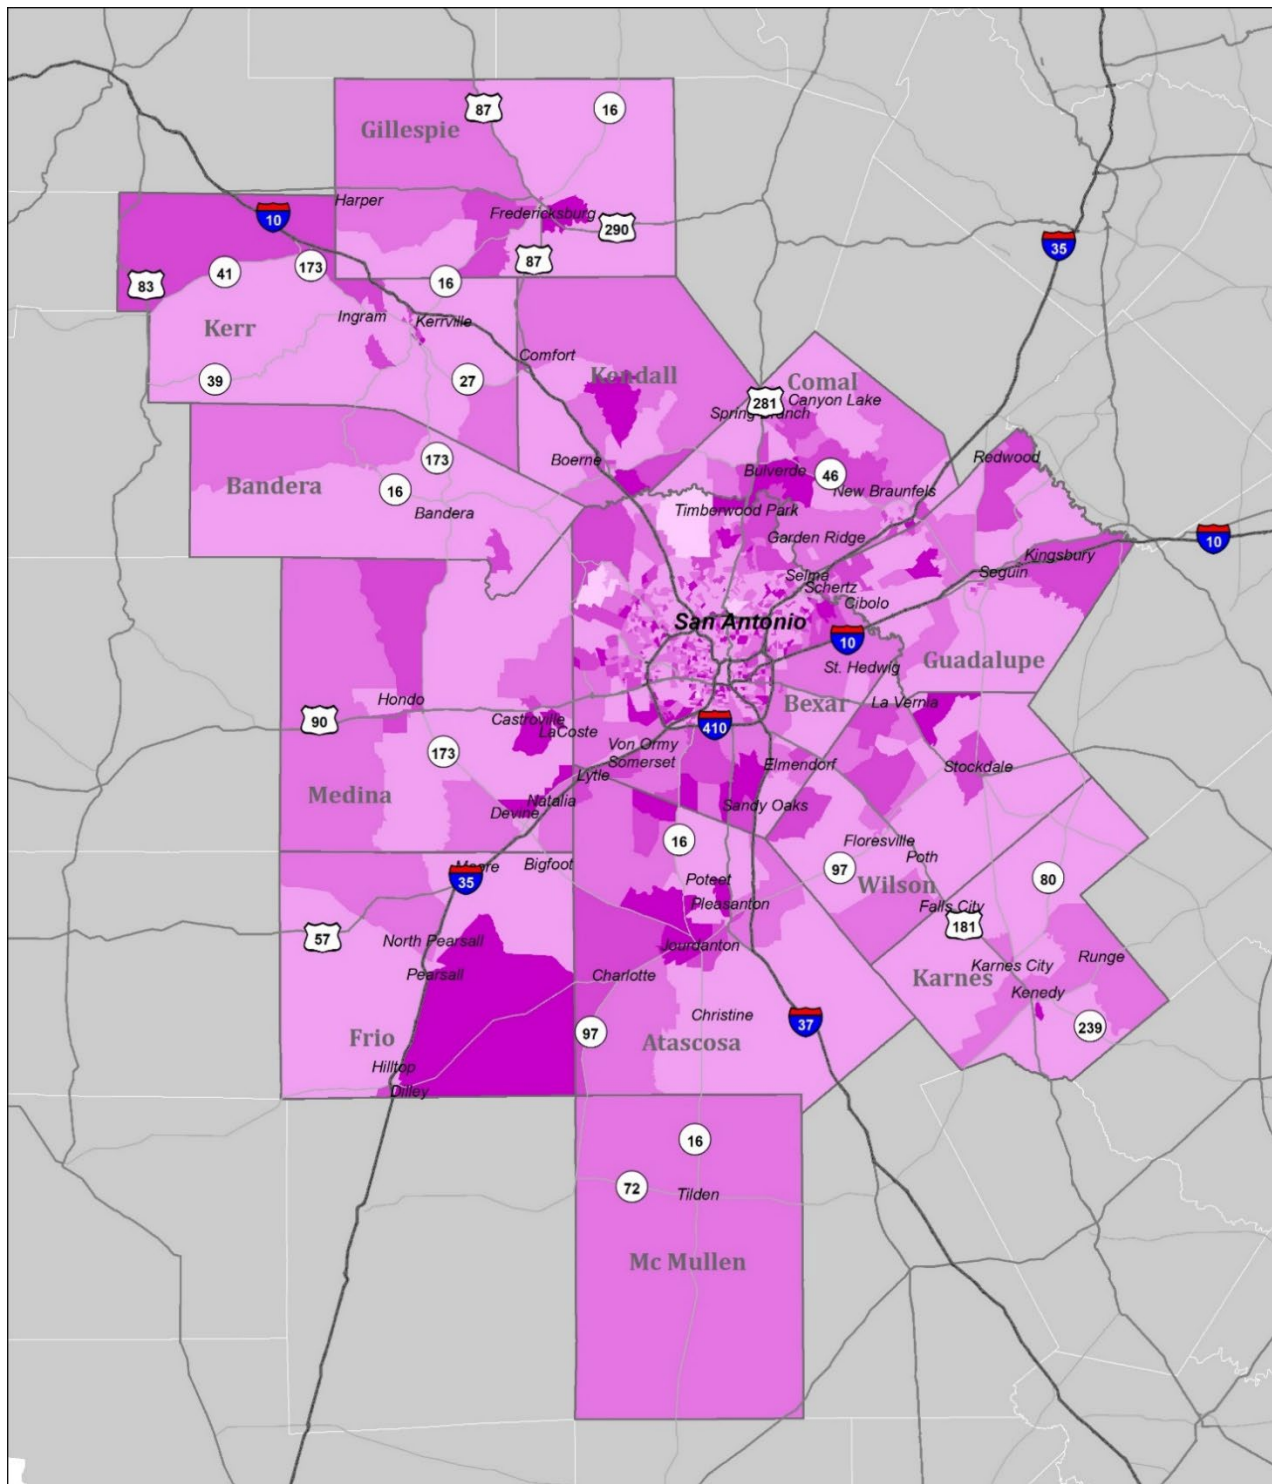 87
16
Gillespie
Harper
Fredericksburg
10
290
35
41
173
87
83
16
Ingram
Kerrville
Kerr
Comfort
39
27
Kendall
Comal
281
Canyon Lake
Spring Branch
173
Boerne
Bulverde
46
Redwood
Bandera
16
New Braunfels
Bandera
Timberwood Park
Garden Ridge
10
Kingsbury
Selma
Seguin
Schertz
Cibolo
San Antonio
10
St. Hedwig
Guadalupe
Hondo
Bexar
La Vernia
90
Castroville
LaCoste
410
173
Von Ormy
Somerset
Elmendorf
Stockdale
Lytle
Medina
Natalia
Devine
Sandy Oaks
16
Floresville
Bigfoot
Moore
Poth
35
97
Wilson
80
Poteet
Pleasanton
Falls City
57
North Pearsall
181
Jourdanton
Pearsall
Charlotte
Karnes City
Runge
Karnes
Kenedy
Christine
37
239
Frio
97
Atascosa
Hilltop
Dilley
16
72
Tilden
Mc Mullen